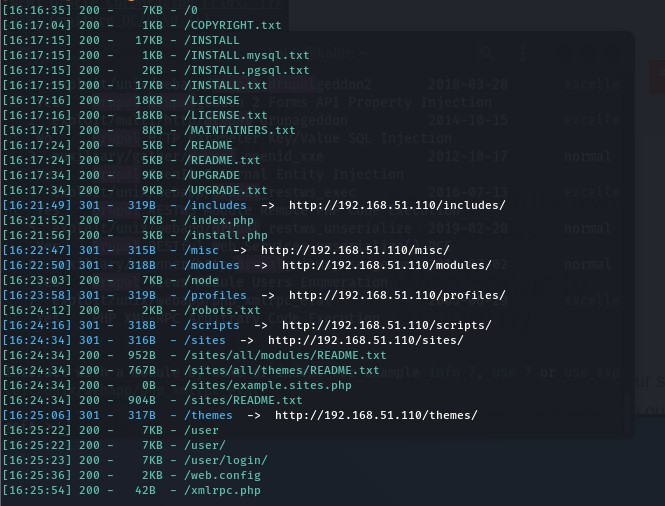 [16:16:35] 200 -    7KB - /0
[16:17:04] 200 -    1KB - /COPYRIGHT.txt
[16:17:15] 200 -   17KB - /INSTALL
[16:17:15] 200 -    1KB - /INSTALL.mysql.txt
[16:17:15] 200 -    2KB - /INSTALL.pgsql.txt
[16:17:15] 200 -   17KB - /INSTALL.txt
[16:17:16] 200 -   18KB - /LICENSE
[16:17:16] 200 -   18KB - /LICENSE.txt
[16:17:17] 200 -    8KB - /MAINTAINERS.txt
[16:17:24] 200 -    5KB - /README
[16:17:24] 200 -    5KB - /README.txt
[16:17:34] 200 -    9KB - /UPGRADE
[16:17:34] 200 -    9KB - /UPGRADE.txt
[16:21:49] 301 -  319B  - /includes  ->  http://192.168.51.110/includes/
[16:21:52] 200 -    7KB - /index.php
[16:21:56] 200 -    3KB - /install.php
[16:22:47] 301 -  315B  - /misc  ->  http://192.168.51.110/misc/
[16:22:50] 301 -  318B  - /modules  ->  http://192.168.51.110/modules/
[16:23:03] 200 -    7KB - /node
[16:23:58] 301 -  319B  - /profiles  ->  http://192.168.51.110/profiles/
[16:24:12] 200 -    2KB - /robots.txt
[16:24:16] 301 -  318B  - /scripts  ->  http://192.168.51.110/scripts/
[16:24:34] 301 -  316B  - /sites  ->  http://192.168.51.110/sites/
[16:24:34] 200 -  952B  - /sites/all/modules/README.txt
[16:24:34] 200 -  767B  - /sites/all/themes/README.txt
[16:24:34] 200 -    0B  - /sites/example.sites.php
[16:24:34] 200 -  904B  - /sites/README.txt
[16:25:06] 301 -  317B  - /themes  ->  http://192.168.51.110/themes/
[16:25:22] 200 -    7KB - /user
[16:25:22] 200 -    7KB - /user/
[16:25:23] 200 -    7KB - /user/login/
[16:25:36] 200 -    2KB - /web.config
[16:25:54] 200 -   42B  - /xmlrpc.php